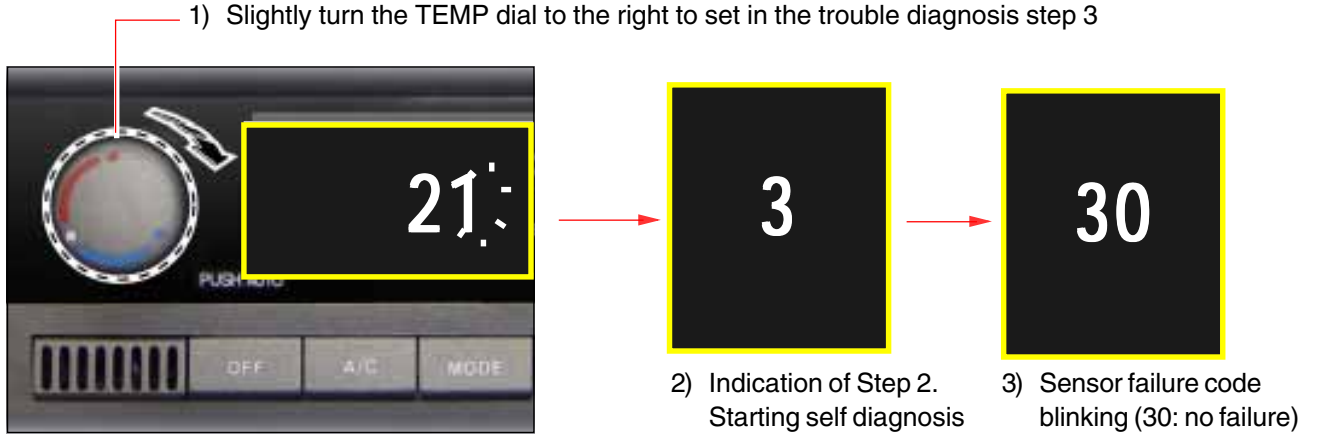 1) Slightly turn the TEMP dial to the right to set in the trouble diagnosis step 3
21
3
30
PUSH AUTO
OFF A/C MODE
2) Indication of Step 2.
Starting self diagnosis
3) Sensor failure code
blinking (30: no failure)